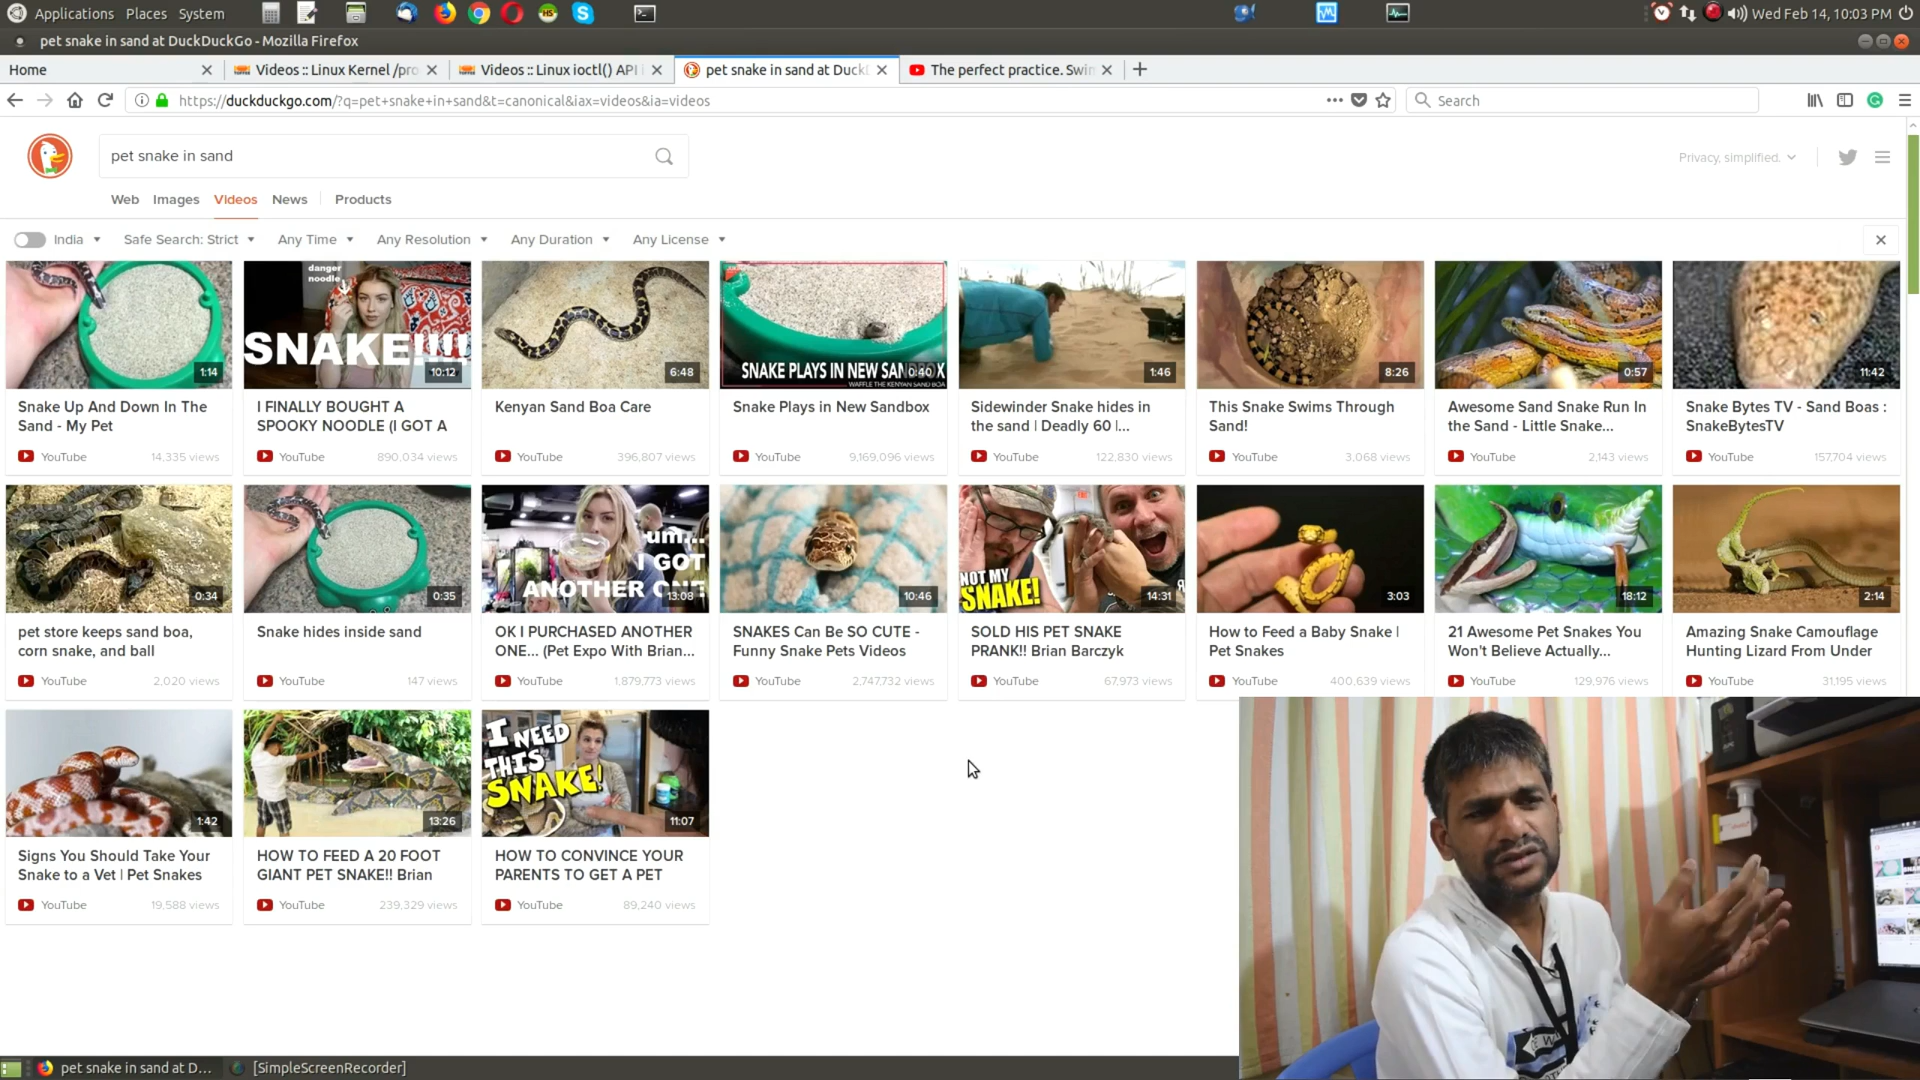 Applications Places System
Wed Feb 14, 10:03 PM
pet snake in sand at DuckDuckGo - Mozilla Firefox
Home
Videos :: Linux Kernel /pro
Videos :: Linux ioctl() API
pet snake in sand at Duck
The perfect practice. Swi
https://duckduckgo.com/?q=pet+snake+in+sand&t=canonical&iax=videos&ia=videos
Search
pet snake in sand
Privacy, simplified.
Web Images Videos News Products
India Safe Search: Strict Any Time Any Resolution Any Duration Any License
danger
noodle
SNAKE!!!!
SNAKE PLAYS IN NEW SAN X
WAFFLE THE KENYAN SAND BOA
1:14 10:12 6:48 0:40 1:46 8:26 0:57 11:42
Snake Up And Down In The
Sand - My Pet
YouTube 14,335 views
I FINALLY BOUGHT A
SPOOKY NOODLE (I GOT A
YouTube 890,034 views
Kenyan Sand Boa Care
YouTube 396,807 views
Snake Plays in New Sandbox
YouTube 9,169,096 views
Sidewinder Snake hides in
the sand | Deadly 60 |...
YouTube 122,830 views
This Snake Swims Through
Sand!
YouTube 3,068 views
Awesome Sand Snake Run In
the Sand - Little Snake...
YouTube 2,143 views
Snake Bytes TV - Sand Boas :
SnakeBytesTV
YouTube 157,704 views
um...
I GOT
ANOTHER
NOT MY
SNAKE!
0:34 0:35 13:08 10:46 14:31 3:03 18:12 2:14
pet store keeps sand boa,
corn snake, and ball
YouTube 2,020 views
Snake hides inside sand
YouTube 147 views
OK I PURCHASED ANOTHER
ONE... (Pet Expo With Brian...
YouTube 1,879,773 views
SNAKES Can Be SO CUTE -
Funny Snake Pets Videos
YouTube 2,747,732 views
SOLD HIS PET SNAKE
PRANK!! Brian Barczyk
YouTube 67,973 views
How to Feed a Baby Snake |
Pet Snakes
YouTube 400,639 views
21 Awesome Pet Snakes You
Won't Believe Actually...
YouTube 129,976 views
Amazing Snake Camouflage
Hunting Lizard From Under
YouTube 31,195 views
I NEED
THIS
SNAKE!
1:42 13:26 11:07
Signs You Should Take Your
Snake to a Vet | Pet Snakes
YouTube 19,588 views
HOW TO FEED A 20 FOOT
GIANT PET SNAKE!! Brian
YouTube 239,329 views
HOW TO CONVINCE YOUR
PARENTS TO GET A PET
YouTube 89,240 views
pet snake in sand at D...
[SimpleScreenRecorder]